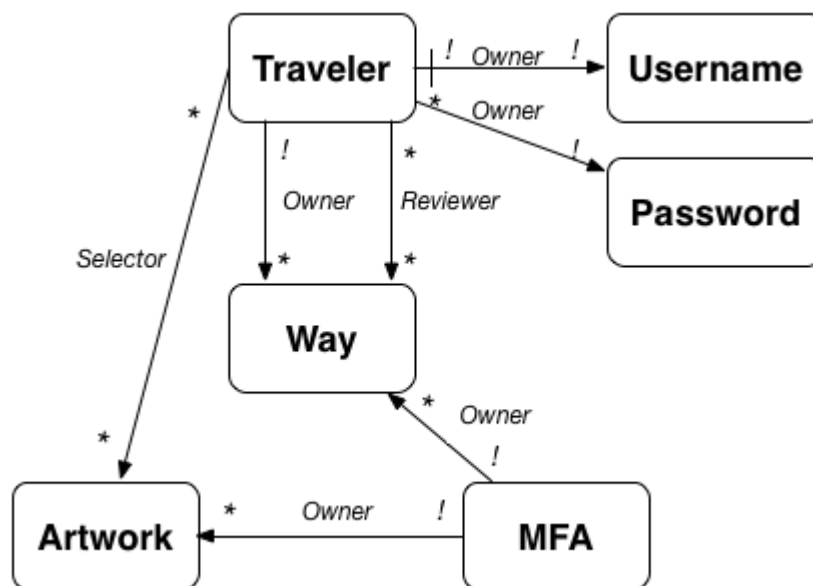 Traveler
! Owner !
Username
* Owner
!
Password
*
! *
Owner Reviewer
Selector
* *
Way
* Owner
!
*
Artwork
* Owner !
MFA